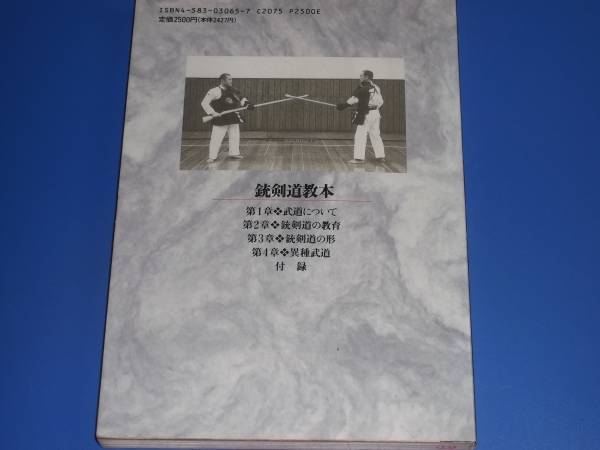 ISBN4-583-03065-7 C2075 P2500E
定価2500円(本体2427円)
銃剣道教本
第1章❖武道について
第2章❖銃剣道の教育
第3章❖銃剣道の形
第4章❖異種武道
付 録